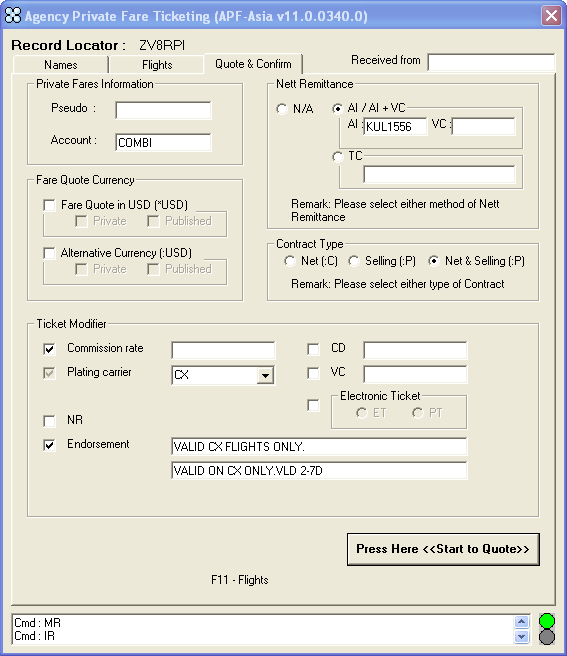 Agency Private Fare Ticketing (APF-Asia v11.0.0340.0)
Record Locator : ZV8RPI
Names Flights Quote & Confirm Received from
Private Fares Information
Pseudo :
Account : COMBI
Nett Remittance
N/A AI / AI + VC
AI : KUL1556 VC :
TC
Remark: Please select either method of Nett
Remittance
Fare Quote Currency
Fare Quote in USD (*USD)
Private Published
Alternative Currency (:USD)
Private Published
Contract Type
Net (:C) Selling (:P) Net & Selling (:P)
Remark: Please select either type of Contract
Ticket Modifier
Commission rate CD
Plating carrier CX VC
Electronic Ticket
ET PT
NR
Endorsement VALID CX FLIGHTS ONLY.
VALID ON CX ONLY.VLD 2-7D
Press Here <<Start to Quote>>
F11 - Flights
Cmd : MR
Cmd : IR